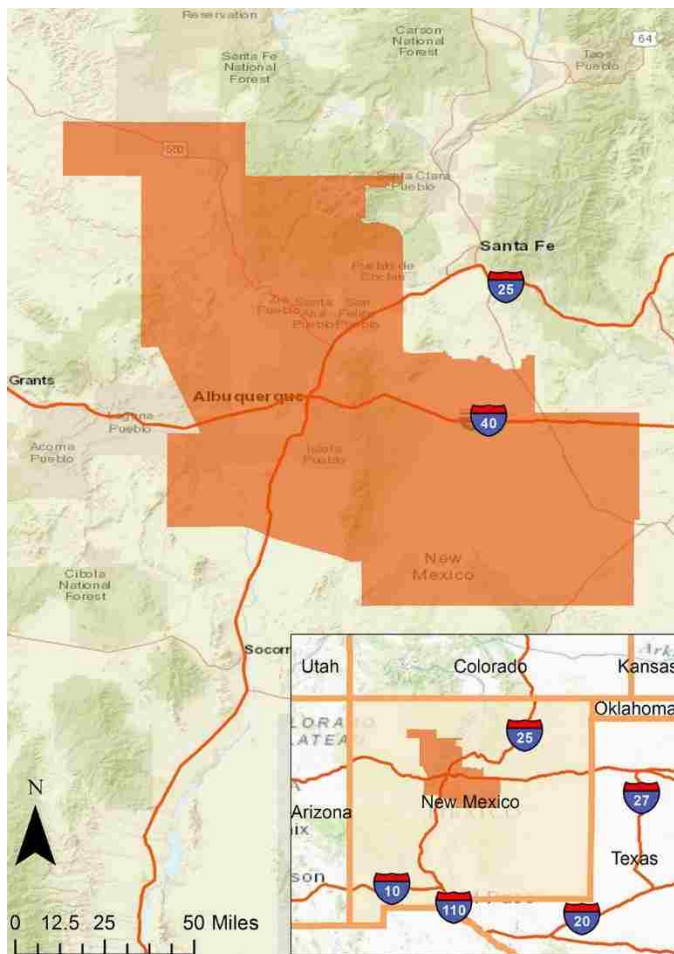 Reservation
Carson
National
Forest
64
Taos
Pueblo
Santa Fe
National
Forest
550
Santa Clara
Pueblo
Santa Fe
Pueblo de
Cochiti
25
Zia
Pueblo
Santa Ana
Pueblo
San
Felipe
Pueblo
Grants
Albuquerque
Laguna
Pueblo
40
Acoma
Pueblo
Isleta
Pueblo
New
Mexico
Cibola
National
Forest
Socorr
Utah
Colorado
Kansas
Oklahoma
25
New Mexico
27
Arizona
Texas
10
110
20
N
0 12.5 25 50 Miles